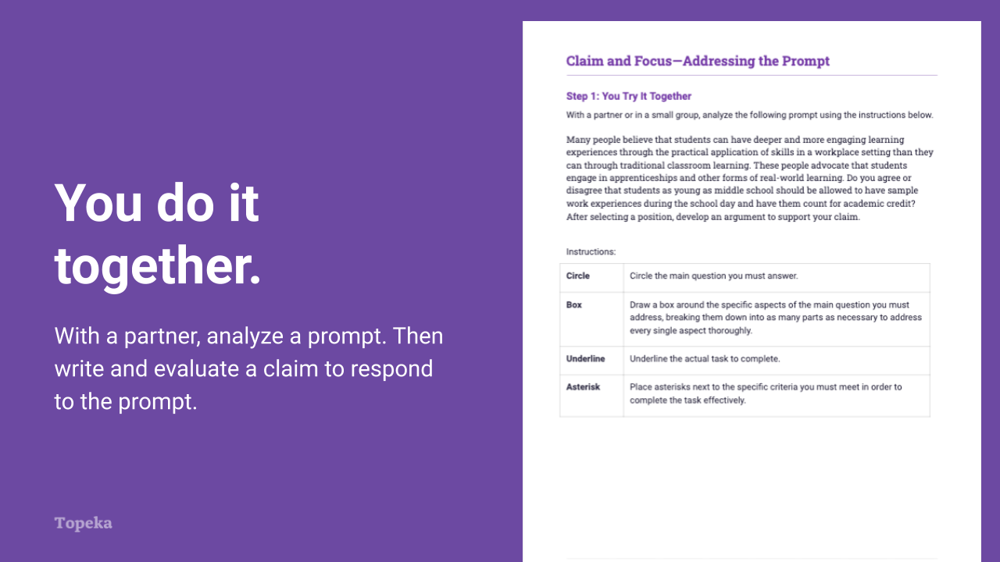 You do it
together.
With a partner, analyze a prompt. Then
write and evaluate a claim to respond
to the prompt.
Topeka
Claim and Focus—Addressing the Prompt
Step 1: You Try It Together
With a partner or in a small group, analyze the following prompt using the instructions below.
Many people believe that students can have deeper and more engaging learning
experiences through the practical application of skills in a workplace setting than they
can through traditional classroom learning. These people advocate that students
engage in apprenticeships and other forms of real-world learning. Do you agree or
disagree that students as young as middle school should be allowed to have sample
work experiences during the school day and have them count for academic credit?
After selecting a position, develop an argument to support your claim.
Instructions:
Circle
Circle the main question you must answer.
Box
Draw a box around the specific aspects of the main question you must
address, breaking them down into as many parts as necessary to address
every single aspect thoroughly.
Underline
Underline the actual task to complete.
Asterisk
Place asterisks next to the specific criteria you must meet in order to
complete the task effectively.